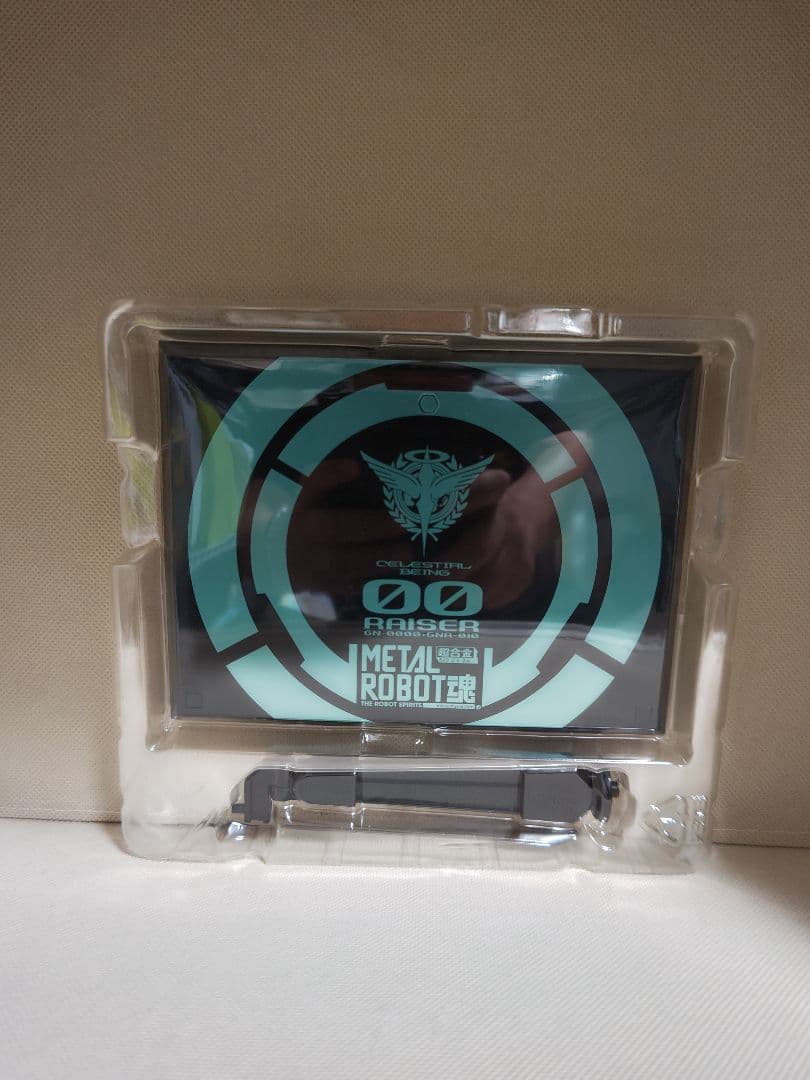 CELESTIAL
BEING
00
RAISER
GN-0000+GNR-010
METAL
ROBOT魂
超合金
THE ROBOT SPIRITS